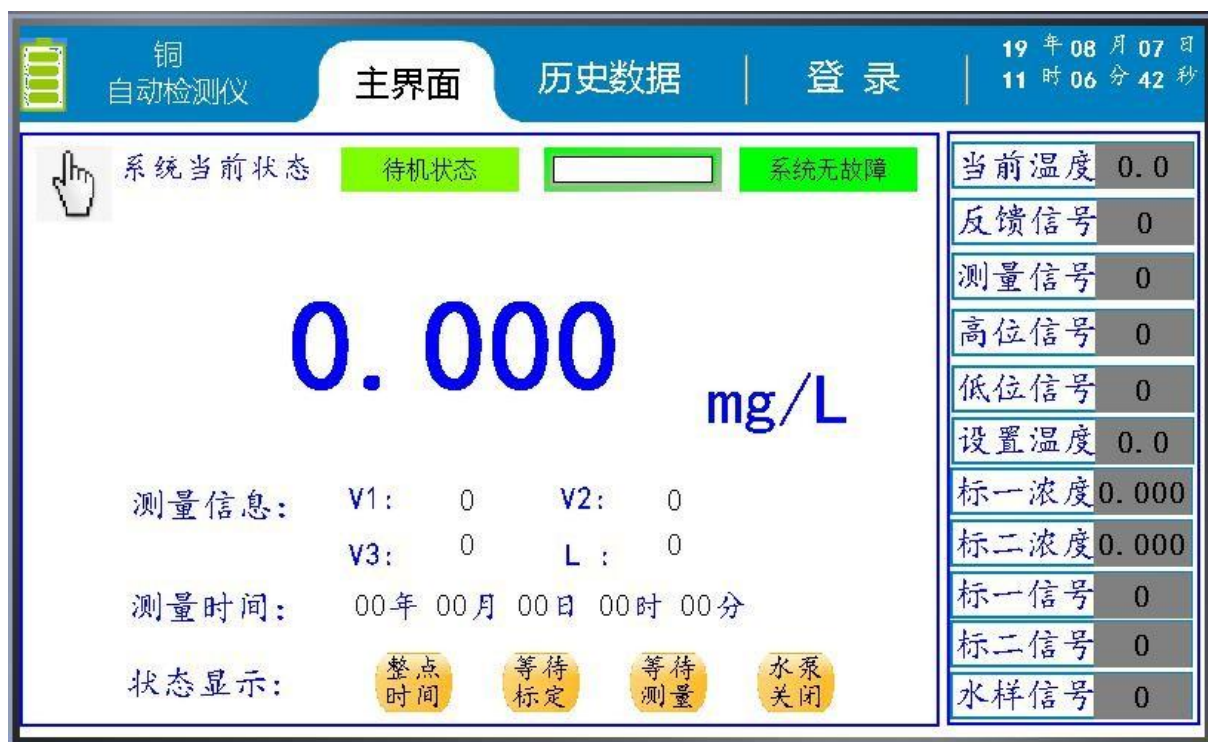 铜
自动检测仪
主界面
历史数据
登录
19 年 08 月 07 日
11 时 06 分 42 秒
系统当前状态
待机状态
系统无故障
0.000
mg/L
测量信息:
V1: 0 V2: 0
V3: 0 L : 0
测量时间: 00年 00月 00日 00时 00分
状态显示:
整点
时间
等待
标定
等待
测量
水泵
关闭
当前温度 0.0
反馈信号 0
测量信号 0
高位信号 0
低位信号 0
设置温度 0.0
标一浓度 0.000
标二浓度 0.000
标一信号 0
标二信号 0
水样信号 0